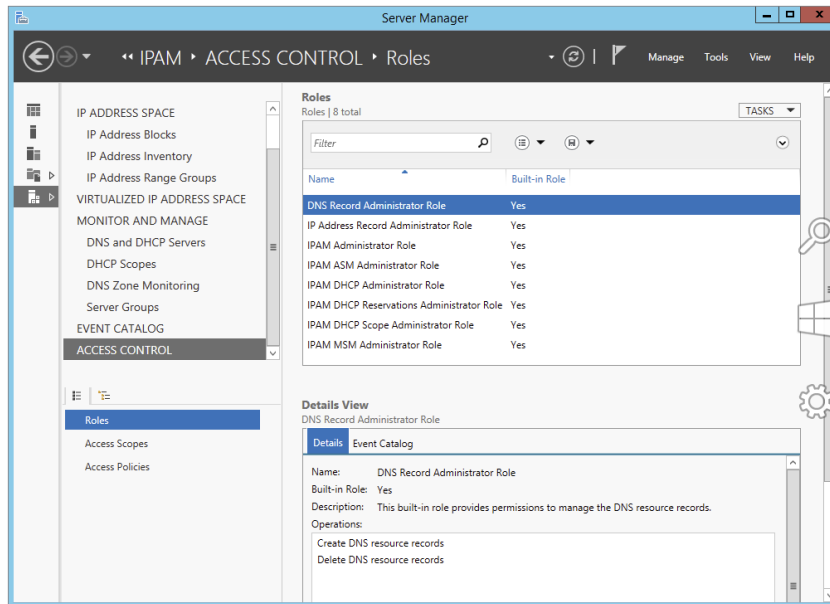 Server Manager
IPAM ACCESS CONTROL Roles
Manage Tools View Help
IP ADDRESS SPACE
IP Address Blocks
IP Address Inventory
IP Address Range Groups
VIRTUALIZED IP ADDRESS SPACE
MONITOR AND MANAGE
DNS and DHCP Servers
DHCP Scopes
DNS Zone Monitoring
Server Groups
EVENT CATALOG
ACCESS CONTROL
Roles
Access Scopes
Access Policies
Roles
Roles | 8 total
TASKS
Filter
Name Built-in Role
DNS Record Administrator Role Yes
IP Address Record Administrator Role Yes
IPAM Administrator Role Yes
IPAM ASM Administrator Role Yes
IPAM DHCP Administrator Role Yes
IPAM DHCP Reservations Administrator Role Yes
IPAM DHCP Scope Administrator Role Yes
IPAM MSM Administrator Role Yes
Details View
DNS Record Administrator Role
Details Event Catalog
Name: DNS Record Administrator Role
Built-in Role: Yes
Description: This built-in role provides permissions to manage the DNS resource records.
Operations:
Create DNS resource records
Delete DNS resource records